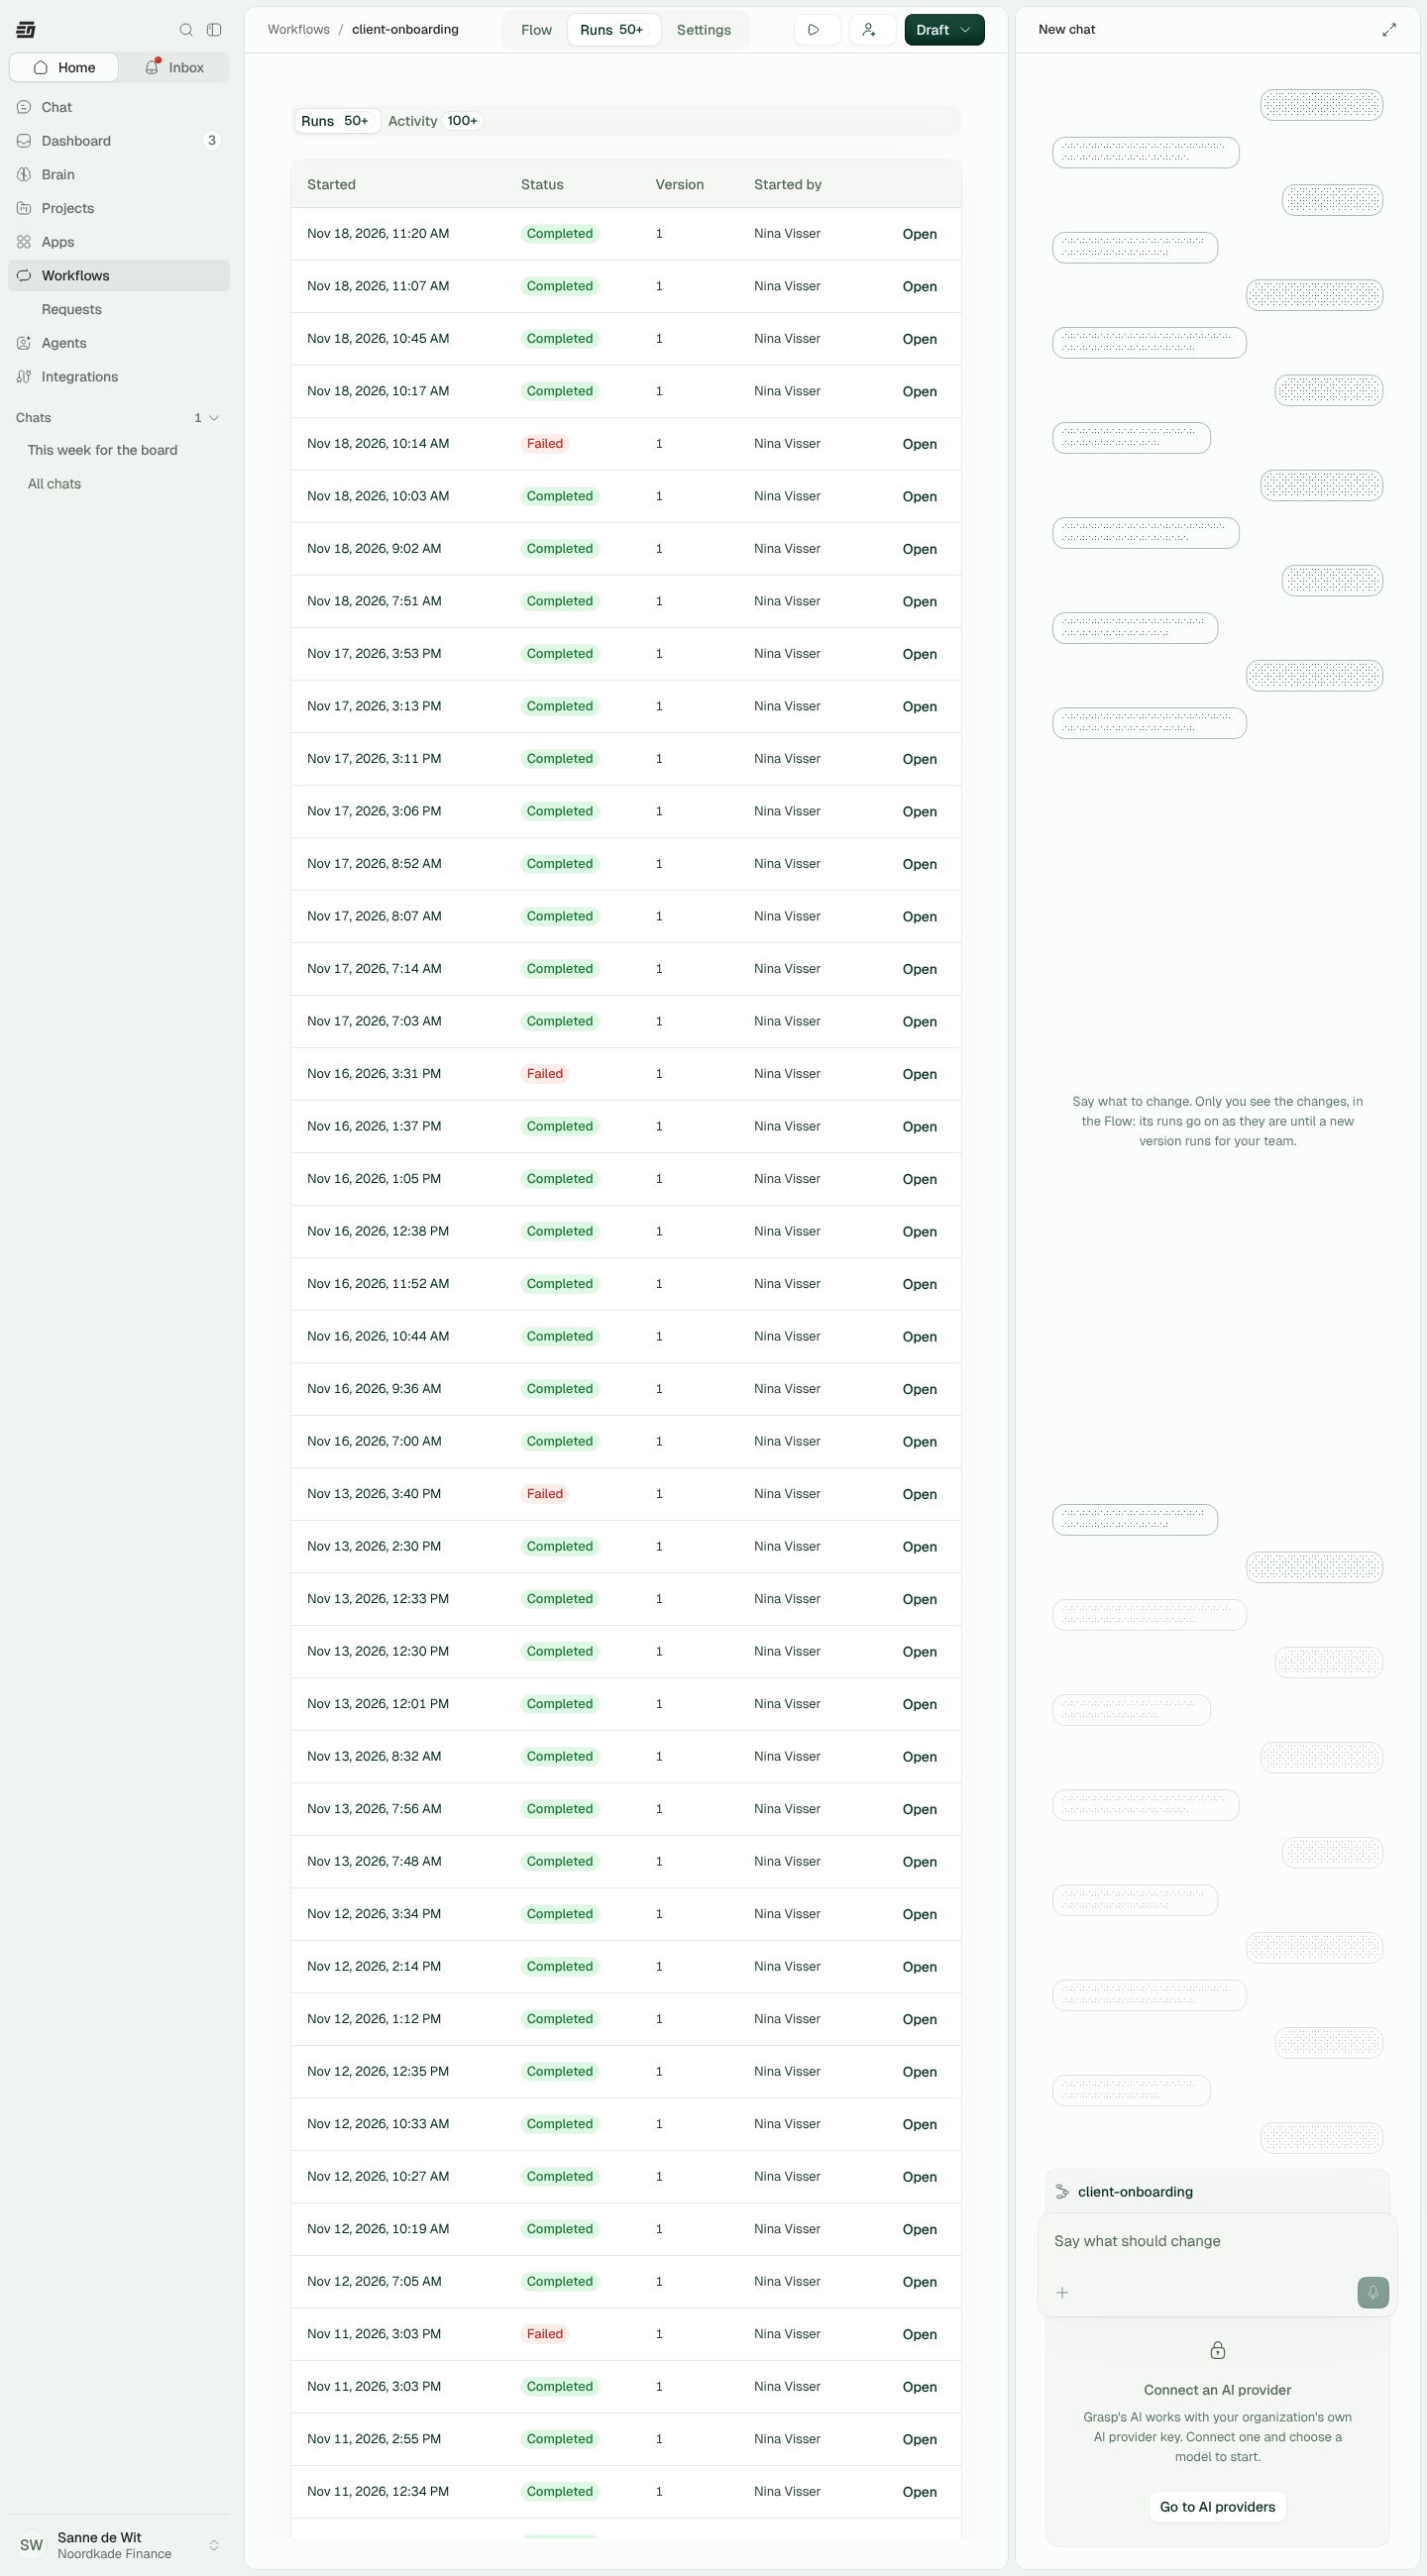 Home
Inbox
Chat
Dashboard 3
Brain
Projects
Apps
Workflows
Requests
Agents
Integrations
Chats 1
This week for the board
All chats
SW
Sanne de Wit
Noordkade Finance
Workflows / client-onboarding
Flow
Runs 50+
Settings
Draft
Runs 50+
Activity 100+
Started Status Version Started by
Nov 18, 2026, 11:20 AM Completed 1 Nina Visser Open
Nov 18, 2026, 11:07 AM Completed 1 Nina Visser Open
Nov 18, 2026, 10:45 AM Completed 1 Nina Visser Open
Nov 18, 2026, 10:17 AM Completed 1 Nina Visser Open
Nov 18, 2026, 10:14 AM Failed 1 Nina Visser Open
Nov 18, 2026, 10:03 AM Completed 1 Nina Visser Open
Nov 18, 2026, 9:02 AM Completed 1 Nina Visser Open
Nov 18, 2026, 7:51 AM Completed 1 Nina Visser Open
Nov 17, 2026, 3:53 PM Completed 1 Nina Visser Open
Nov 17, 2026, 3:13 PM Completed 1 Nina Visser Open
Nov 17, 2026, 3:11 PM Completed 1 Nina Visser Open
Nov 17, 2026, 3:06 PM Completed 1 Nina Visser Open
Nov 17, 2026, 8:52 AM Completed 1 Nina Visser Open
Nov 17, 2026, 8:07 AM Completed 1 Nina Visser Open
Nov 17, 2026, 7:14 AM Completed 1 Nina Visser Open
Nov 17, 2026, 7:03 AM Completed 1 Nina Visser Open
Nov 16, 2026, 3:31 PM Failed 1 Nina Visser Open
Nov 16, 2026, 1:37 PM Completed 1 Nina Visser Open
Nov 16, 2026, 1:05 PM Completed 1 Nina Visser Open
Nov 16, 2026, 12:38 PM Completed 1 Nina Visser Open
Nov 16, 2026, 11:52 AM Completed 1 Nina Visser Open
Nov 16, 2026, 10:44 AM Completed 1 Nina Visser Open
Nov 16, 2026, 9:36 AM Completed 1 Nina Visser Open
Nov 16, 2026, 7:00 AM Completed 1 Nina Visser Open
Nov 13, 2026, 3:40 PM Failed 1 Nina Visser Open
Nov 13, 2026, 2:30 PM Completed 1 Nina Visser Open
Nov 13, 2026, 12:33 PM Completed 1 Nina Visser Open
Nov 13, 2026, 12:30 PM Completed 1 Nina Visser Open
Nov 13, 2026, 12:01 PM Completed 1 Nina Visser Open
Nov 13, 2026, 8:32 AM Completed 1 Nina Visser Open
Nov 13, 2026, 7:56 AM Completed 1 Nina Visser Open
Nov 13, 2026, 7:48 AM Completed 1 Nina Visser Open
Nov 12, 2026, 3:34 PM Completed 1 Nina Visser Open
Nov 12, 2026, 2:14 PM Completed 1 Nina Visser Open
Nov 12, 2026, 1:12 PM Completed 1 Nina Visser Open
Nov 12, 2026, 12:35 PM Completed 1 Nina Visser Open
Nov 12, 2026, 10:33 AM Completed 1 Nina Visser Open
Nov 12, 2026, 10:27 AM Completed 1 Nina Visser Open
Nov 12, 2026, 10:19 AM Completed 1 Nina Visser Open
Nov 12, 2026, 7:05 AM Completed 1 Nina Visser Open
Nov 11, 2026, 3:03 PM Failed 1 Nina Visser Open
Nov 11, 2026, 3:03 PM Completed 1 Nina Visser Open
Nov 11, 2026, 2:55 PM Completed 1 Nina Visser Open
Nov 11, 2026, 12:34 PM Completed 1 Nina Visser Open
New chat
Say what to change. Only you see the changes, in
the Flow: its runs go on as they are until a new
version runs for your team.
client-onboarding
Say what should change
Connect an AI provider
Grasp's AI works with your organization's own
AI provider key. Connect one and choose a
model to start.
Go to AI providers